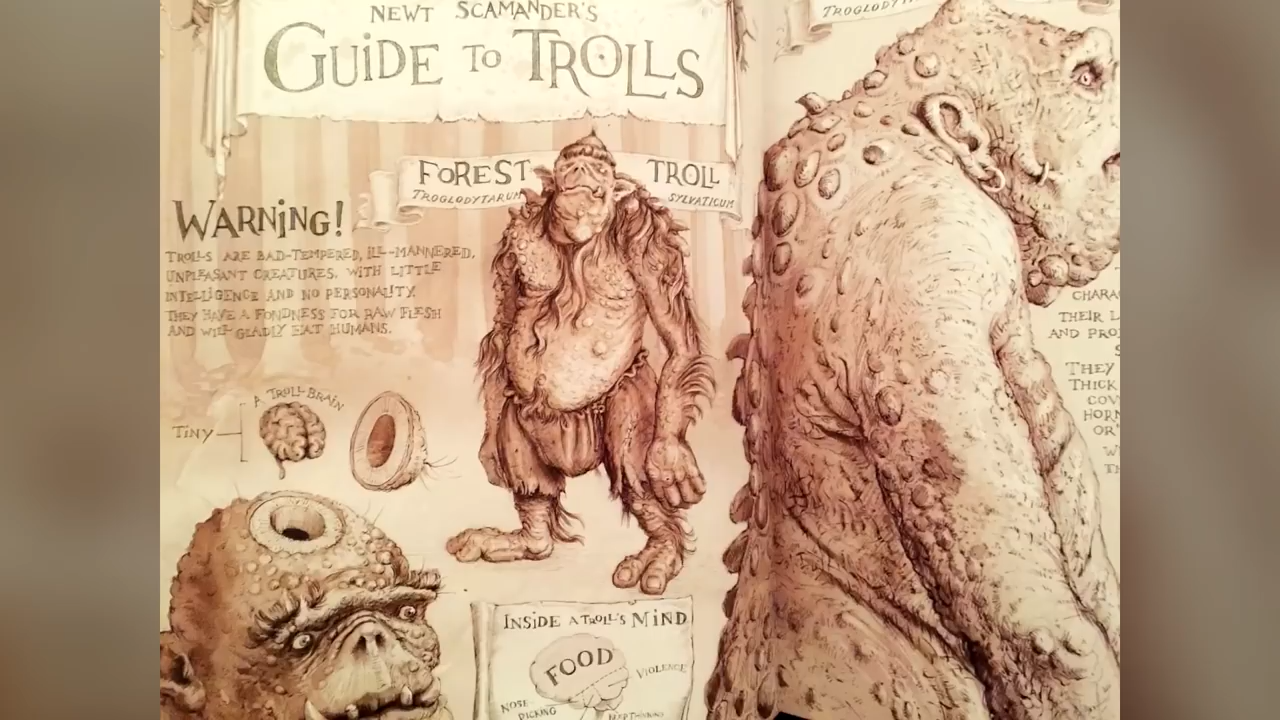 NEWT SCAMANDER'S
GUIDE TO TROLLS
FOREST TROLL
TROGLODYTARUM SYLVATICUM
WARNING!
TROLLS ARE BAD-TEMPERED, ILL-MANNERED,
UNPLEASANT CREATURES, WITH LITTLE
INTELLIGENCE AND NO PERSONALITY.
THEY HAVE A FONDNESS FOR RAW FLESH
AND WILL GLADLY EAT HUMANS.
A TROLL BRAIN
TINY
INSIDE A TROLL'S MIND
FOOD
VIOLENCE
NOSE
PICKING
CHARA
THEIR L
AND PRO
THEY
THICK
COV
HORN
OR
W